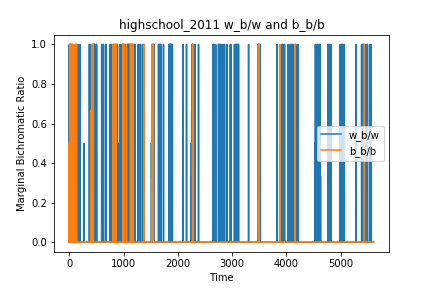 highschool_2011 w_b/w and b_b/b
Marginal Bichromatic Ratio
1.0
0.8
0.6
0.4
0.2
0.0
w_b/w
b_b/b
0 1000 2000 3000 4000 5000
Time